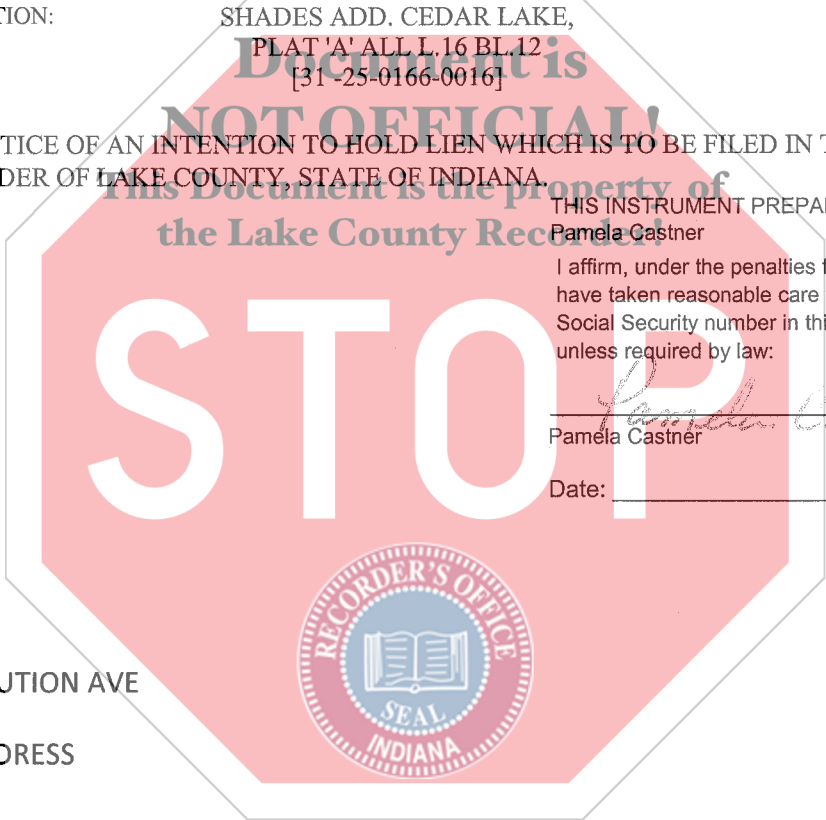 TION: SHADES ADD. CEDAR LAKE,
PLAT 'A' ALL L.16 BL.12
[31 -25-0166-0016]
Document is
NOT OFFICIAL!
This Document is the property of
the Lake County Recorder!
TICE OF AN INTENTION TO HOLD LIEN WHICH IS TO BE FILED IN T
DER OF LAKE COUNTY, STATE OF INDIANA.
THIS INSTRUMENT PREPAR
Pamela Castner
I affirm, under the penalties f
have taken reasonable care
Social Security number in thi
unless required by law:
Pamela C
Pamela Castner
Date:
STOP
RECORDER'S OFFICE
SEAL
INDIANA
UTION AVE
DRESS